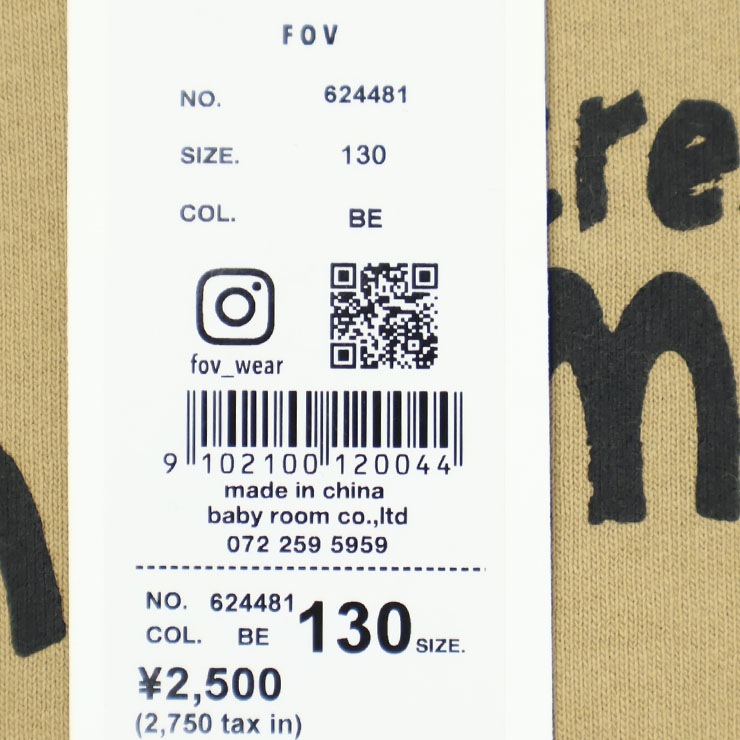 FOV
NO. 624481
SIZE. 130
COL. BE
fov_wear
9 102100 120044
made in china
baby room co.,ltd
072 259 5959
NO. 624481
COL. BE
130 SIZE.
¥2,500
(2,750 tax in)